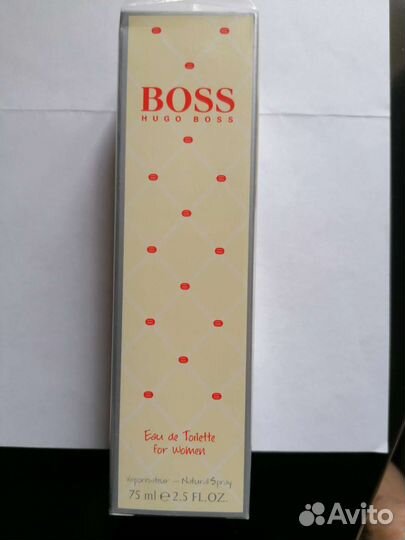 BOSS
HUGO BOSS
Eau de Toilette
for Women
Vaporisateur – Natural Spray
75 ml e 2.5 FL.OZ.
Avito